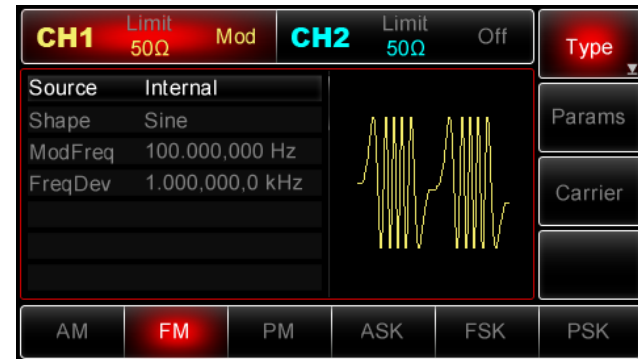 CH1 Limit 50Ω Mod CH2 Limit 50Ω Off
Type
Source Internal
Shape Sine
ModFreq 100.000,000 Hz
FreqDev 1.000,000,0 kHz
Params
Carrier
AM FM PM ASK FSK PSK